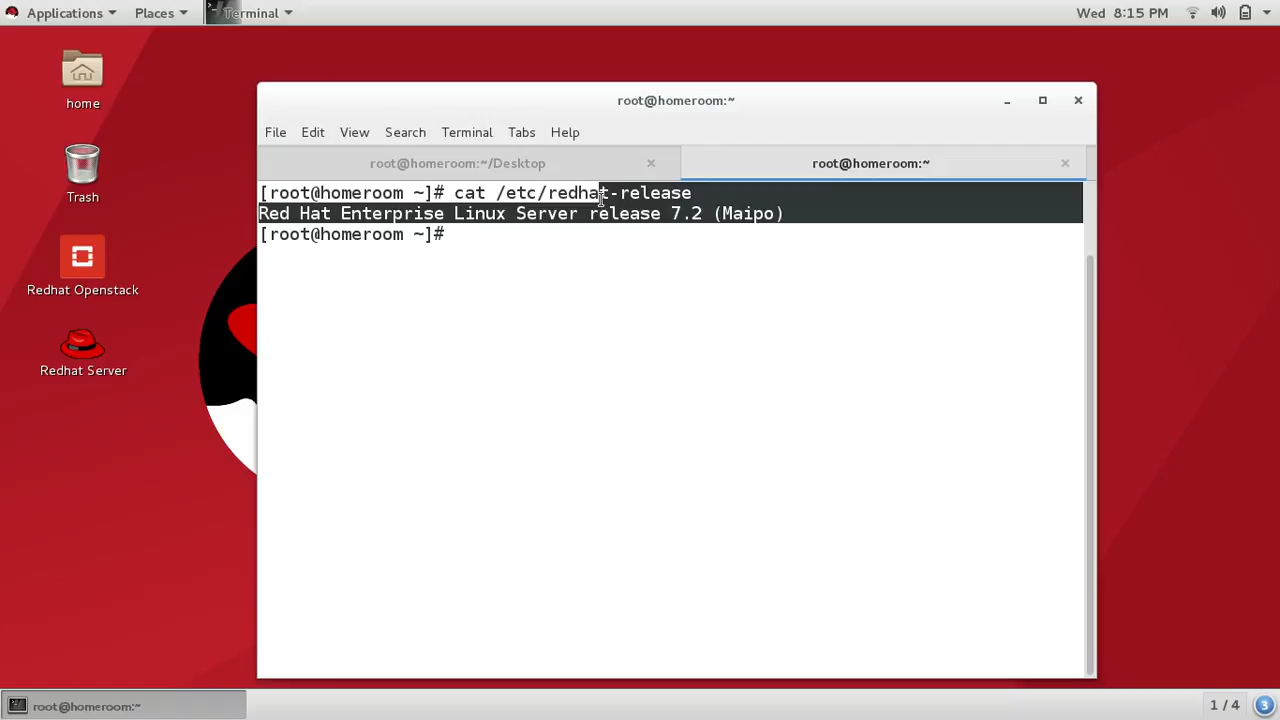 Applications Places Terminal Wed 8:15 PM
home
Trash
Redhat Openstack
Redhat Server
root@homeroom:~
File Edit View Search Terminal Tabs Help
root@homeroom:~/Desktop root@homeroom:~
[root@homeroom ~]# cat /etc/redhat-release
Red Hat Enterprise Linux Server release 7.2 (Maipo)
[root@homeroom ~]#
root@homeroom:~ 1 / 4 3